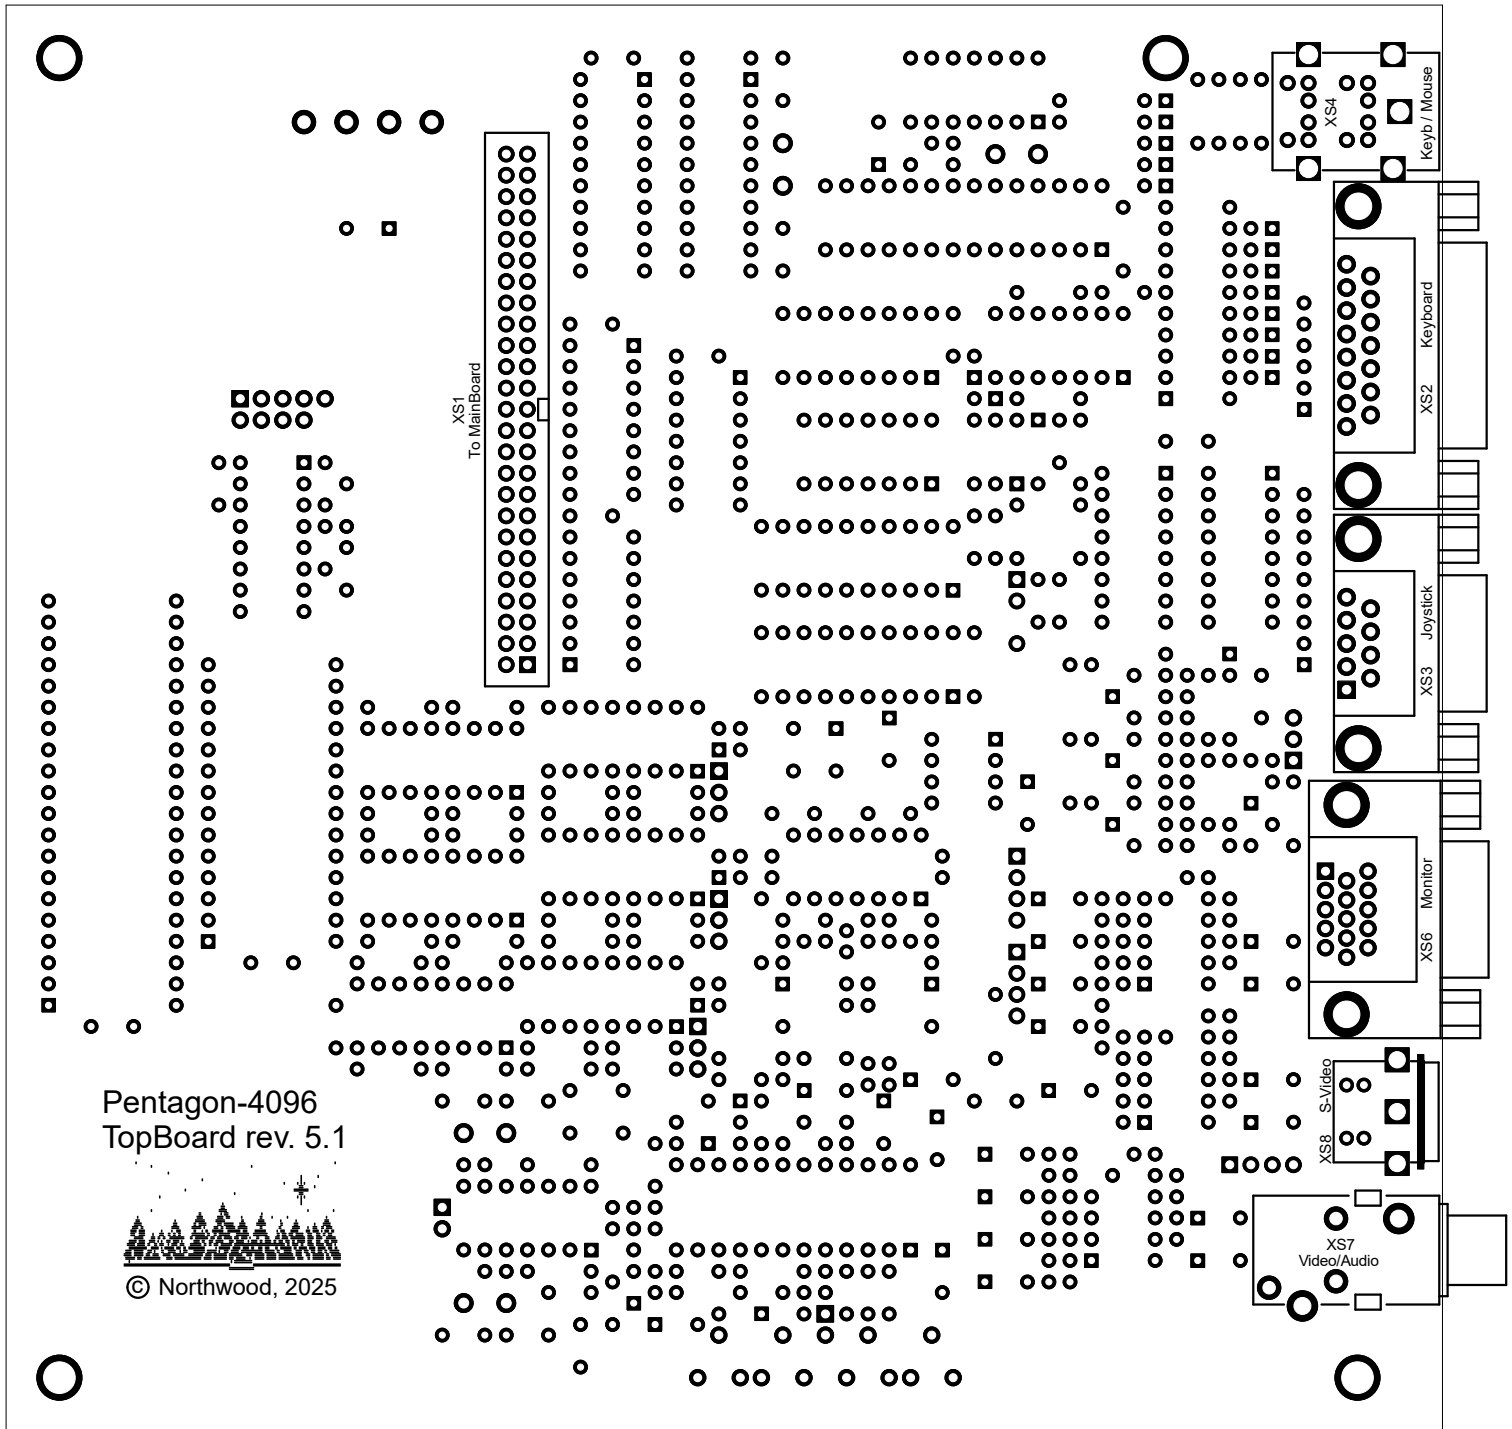 XS4
Keyb / Mouse
XS2 Keyboard
XS1
To MainBoard
XS3 Joystick
XS6 Monitor
XS8 S-Video
XS7
Video/Audio
Pentagon-4096
TopBoard rev. 5.1
© Northwood, 2025